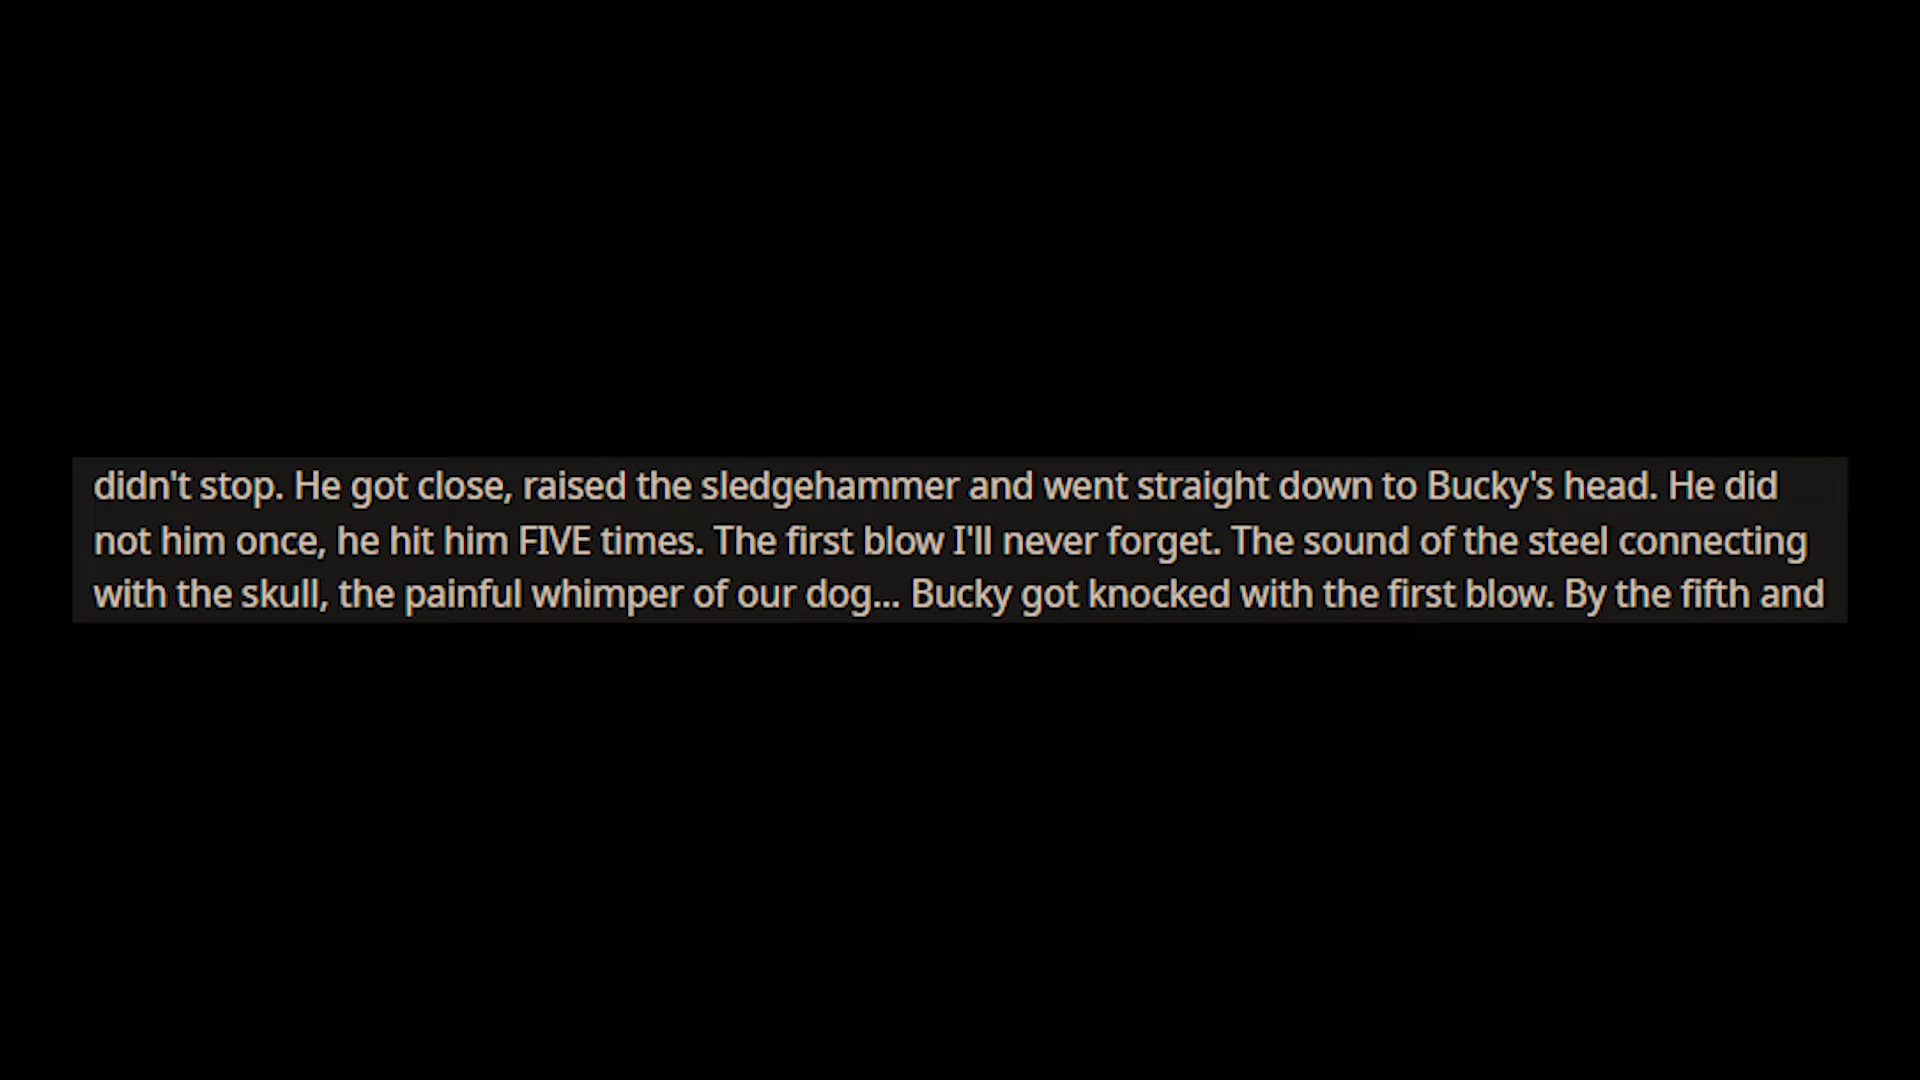 didn't stop. He got close, raised the sledgehammer and went straight down to Bucky's head. He did
not him once, he hit him FIVE times. The first blow I'll never forget. The sound of the steel connecting
with the skull, the painful whimper of our dog... Bucky got knocked with the first blow. By the fifth and